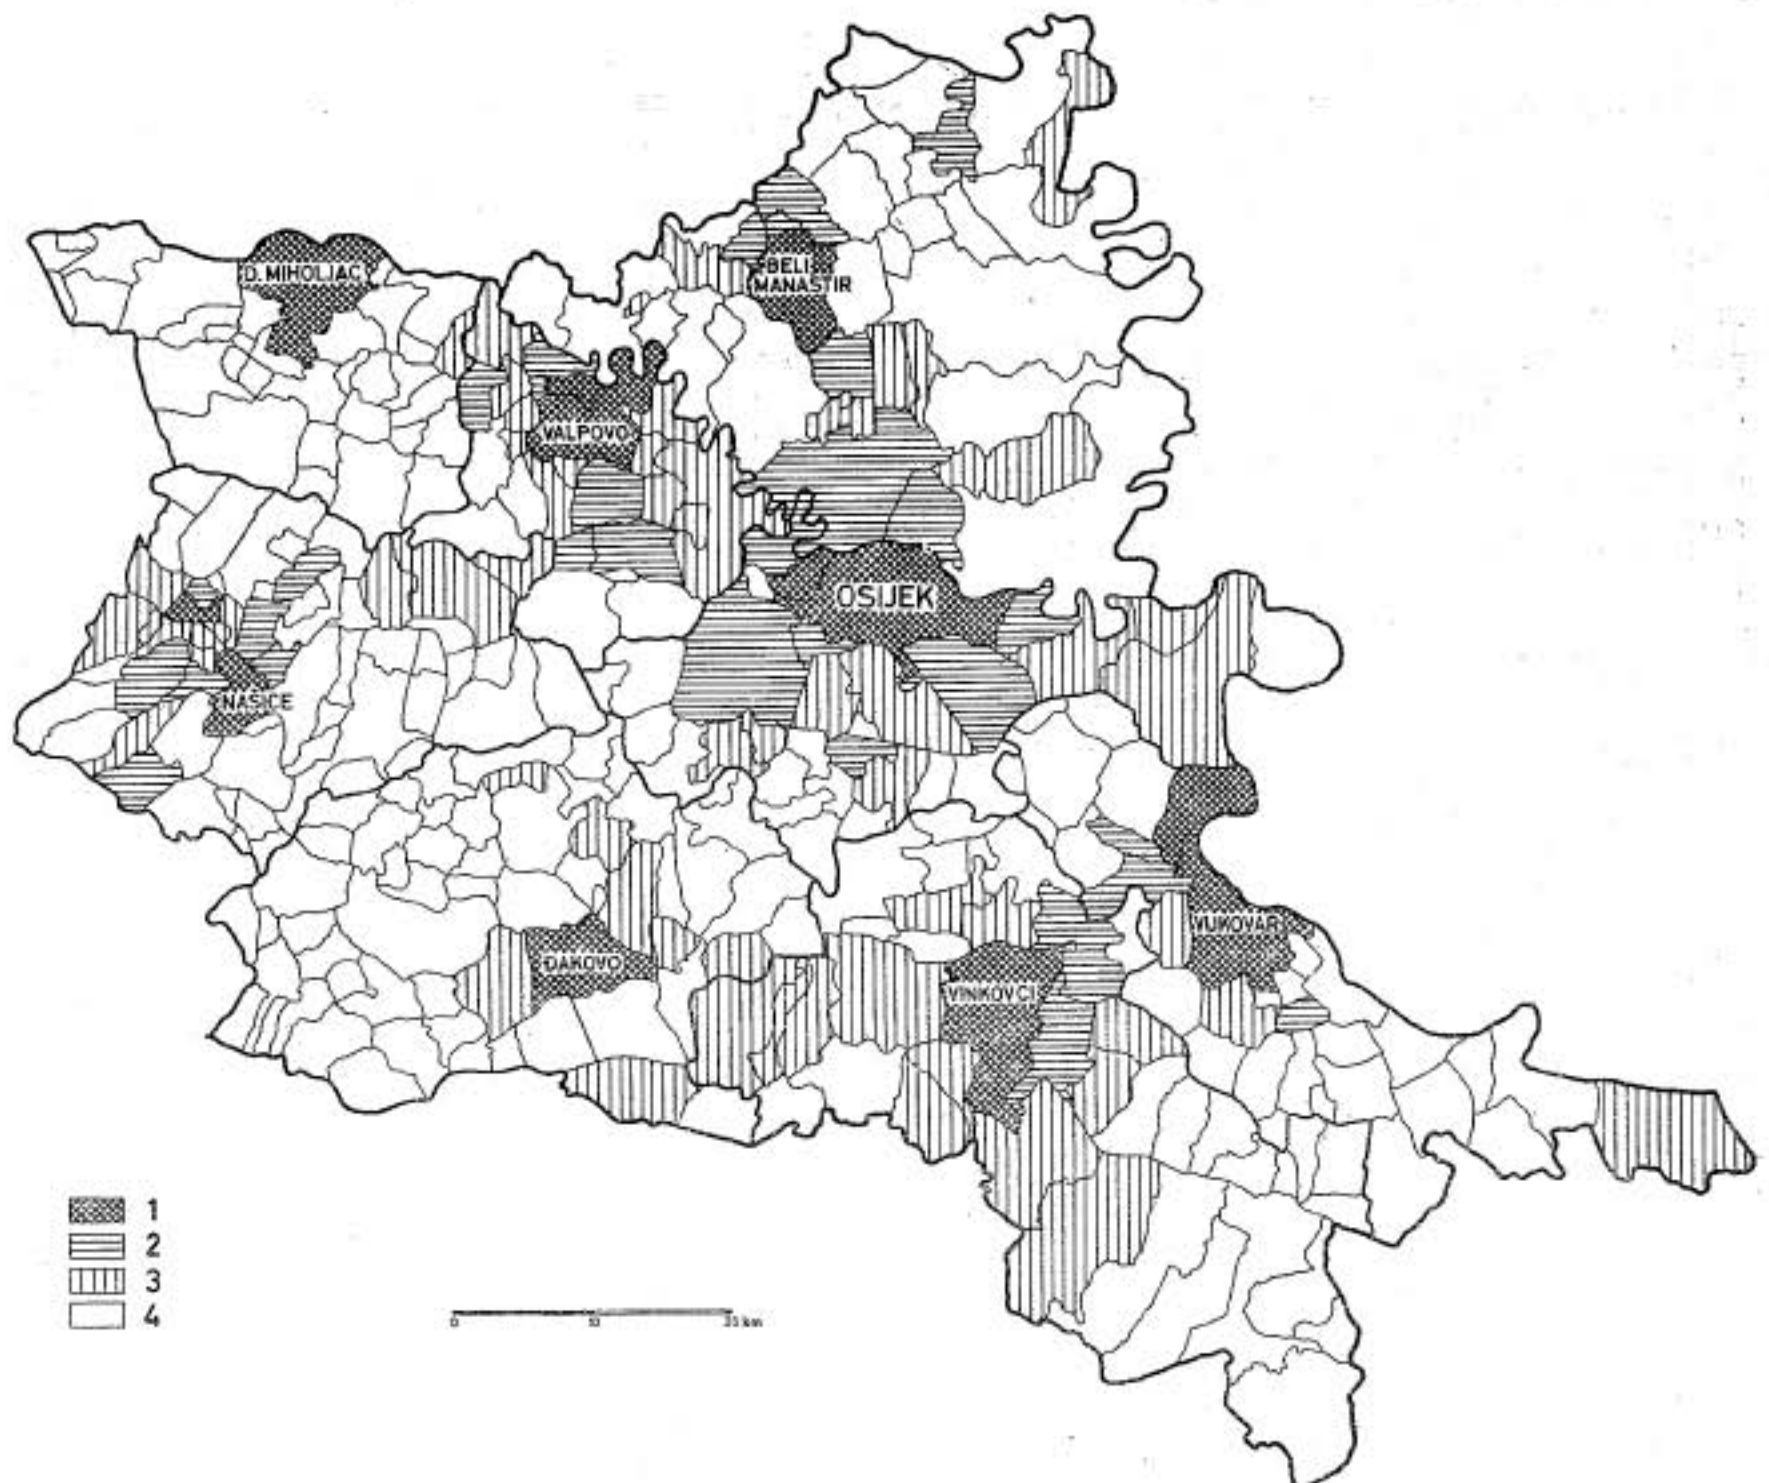 D. MIHOLJAC
BELI
MANASTIR
VALPOVO
OSIJEK
NAŠICE
VUKOVAR
ĐAKOVO
VINKOVCI
1
2
3
4
0 10 20 km